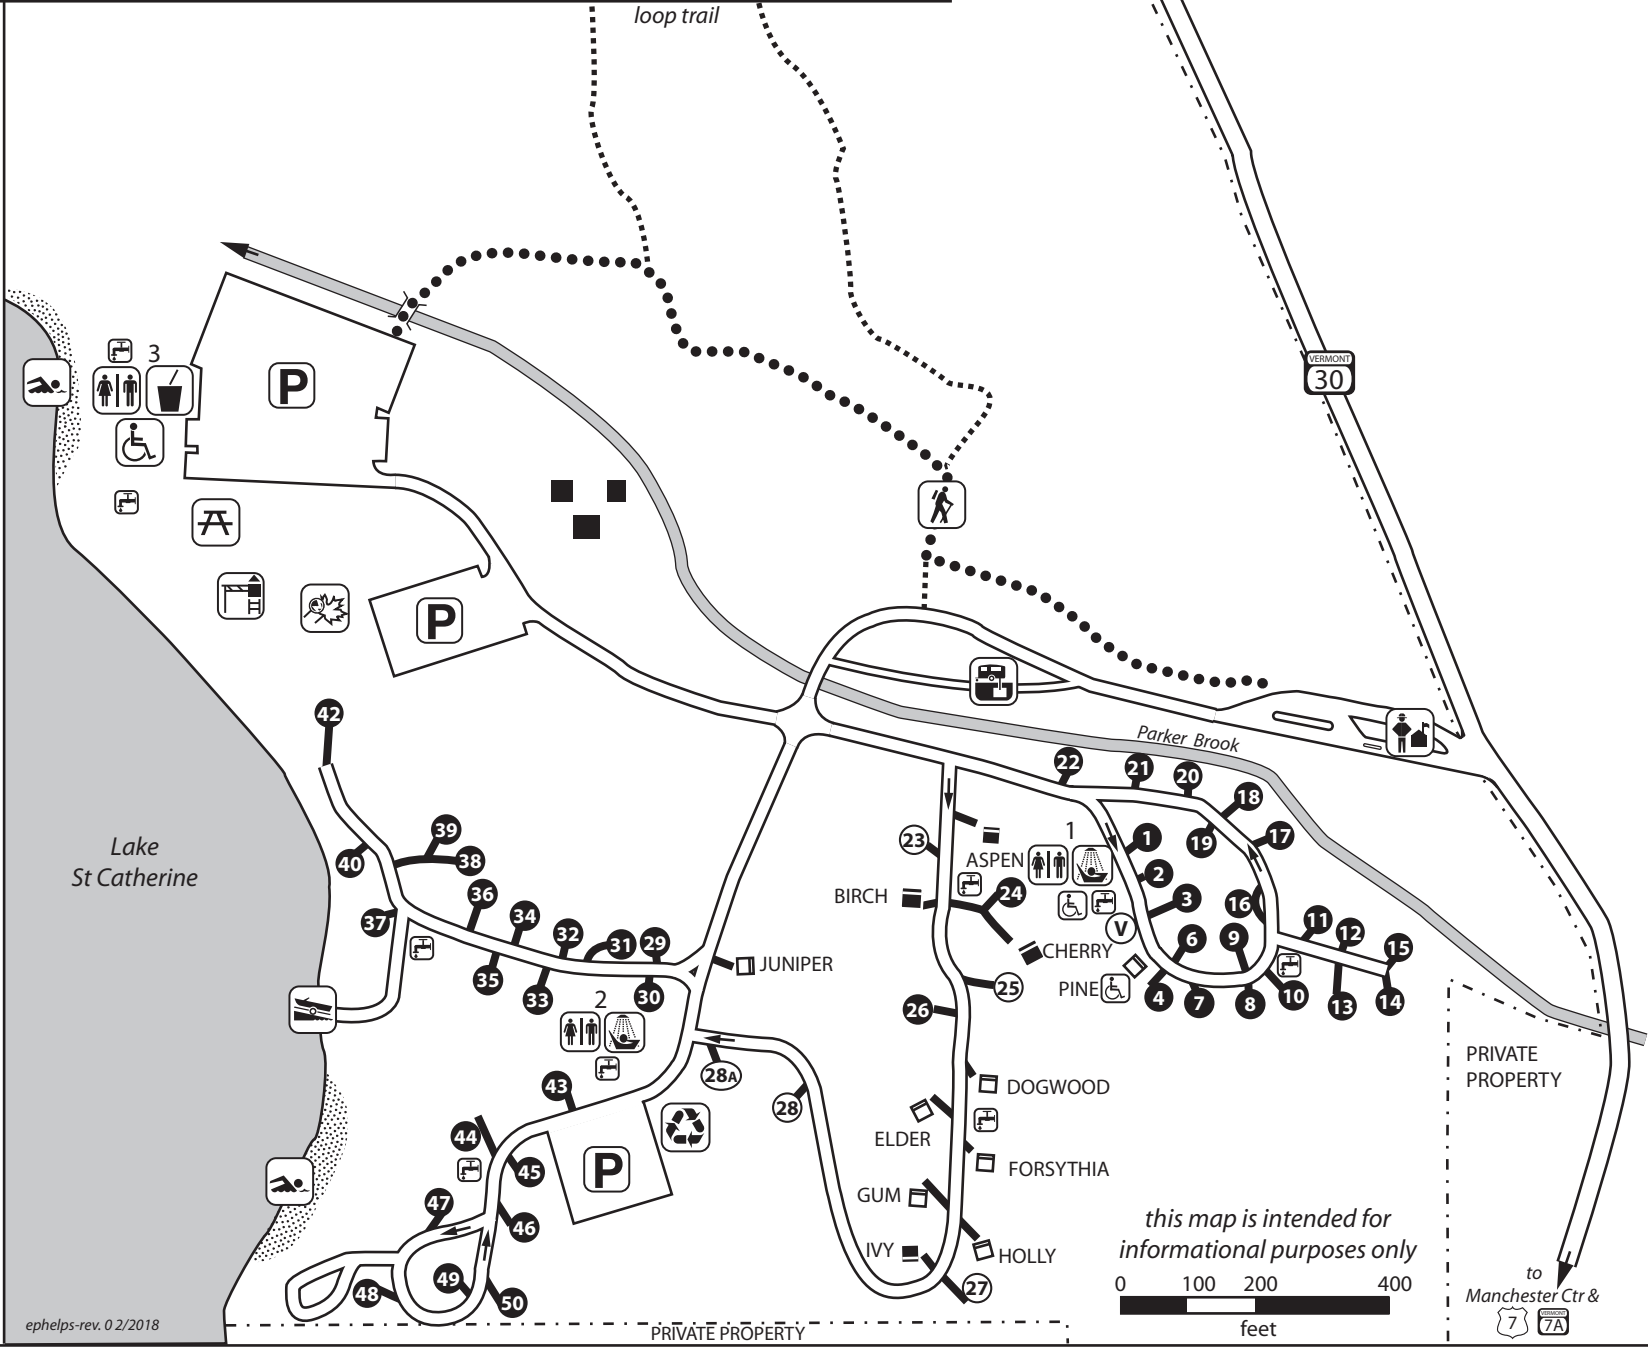 loop trail
VERMONT
30
3
P
P
42
Parker Brook
22
21
20
18
39
1
1
19
17
40
38
23
ASPEN
2
Lake
St Catherine
36
BIRCH
24
3
16
34
37
V
11
32
31
29
6
9
12
15
CHERRY
JUNIPER
35
25
PINE
33
2
30
26
4
7
8
10
13
14
PRIVATE
PROPERTY
28A
43
DOGWOOD
28
44
ELDER
45
P
FORSYTHIA
GUM
47
46
this map is intended for
informational purposes only
IVY
HOLLY
49
48
50
27
0 100 200 400
feet
to
Manchester Ctr &
7
VERMONT
7A
ephelps-rev. 0 2/2018
PRIVATE PROPERTY